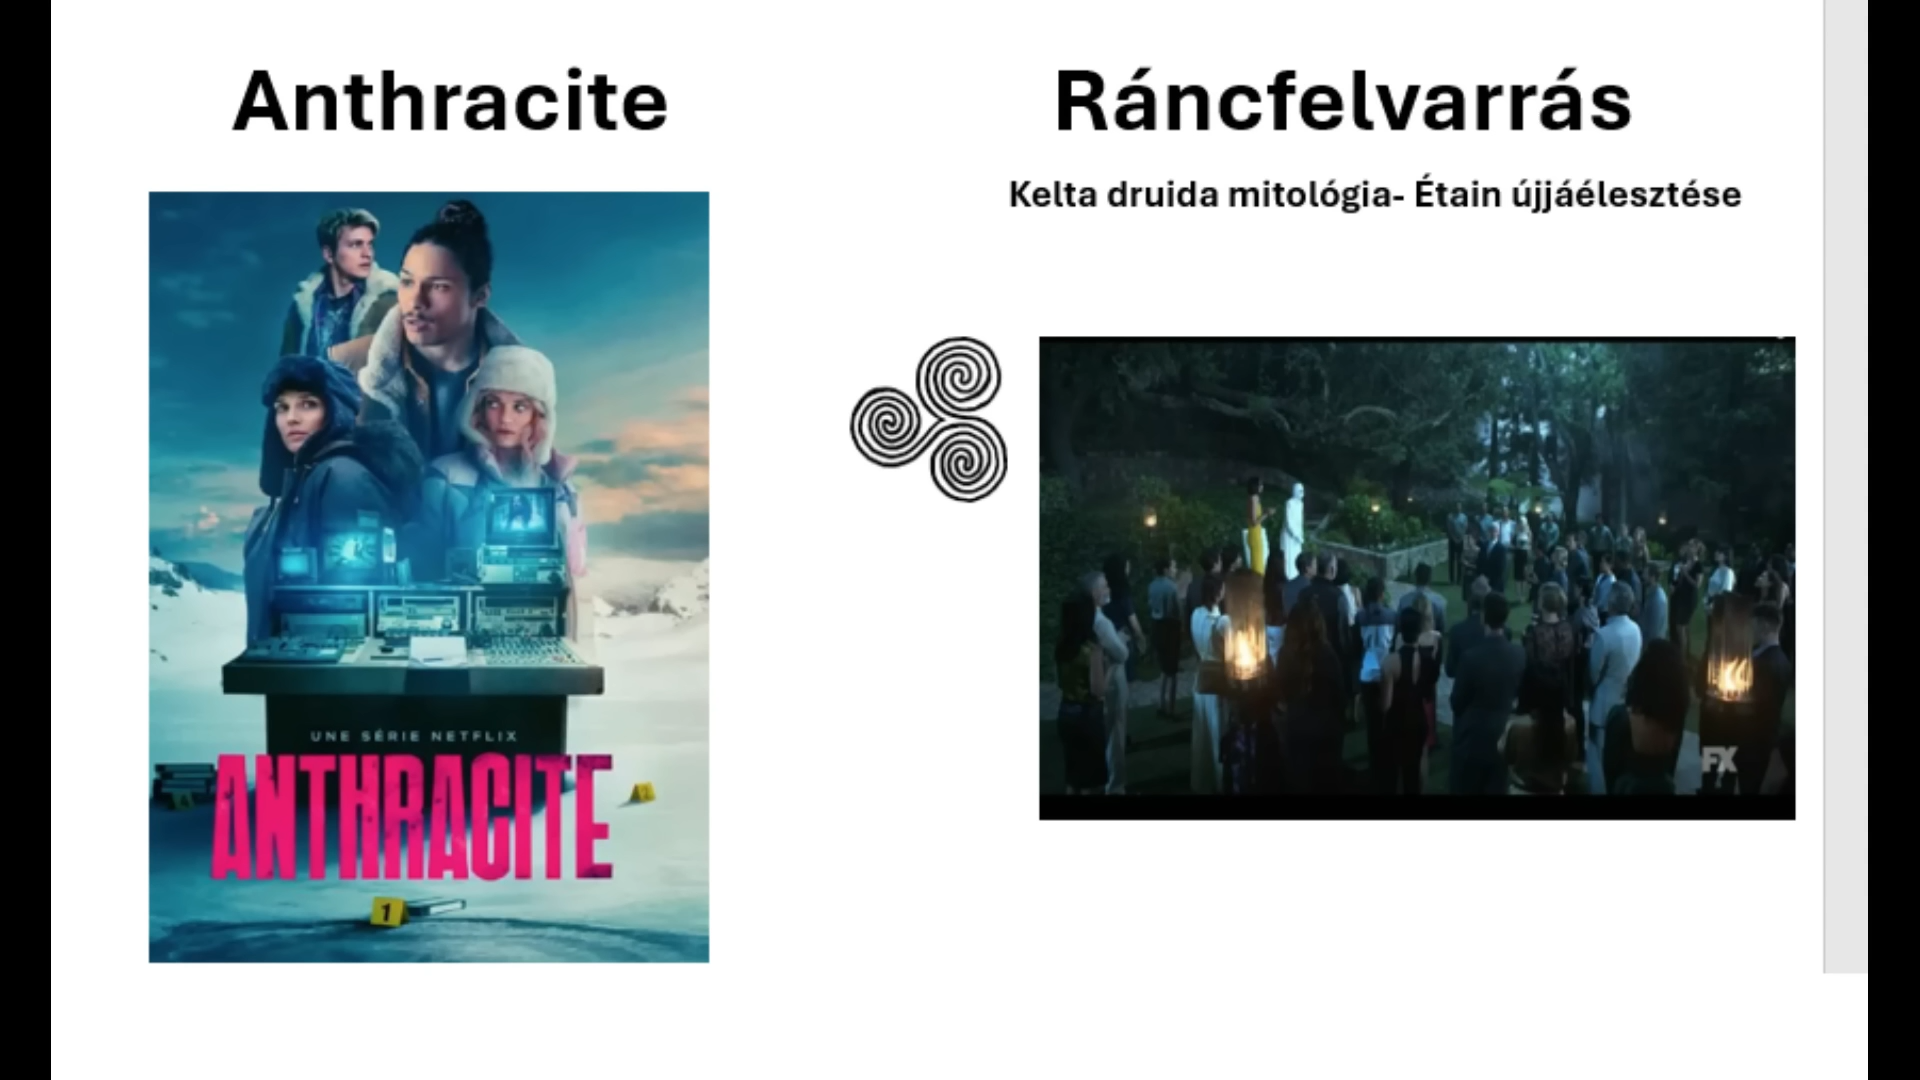 Anthracite
Ráncfelvarrás
Kelta druida mitológia- Étain újjáélesztése
UNE SÉRIE NETFLIX
ANTHRACITE
1
FX